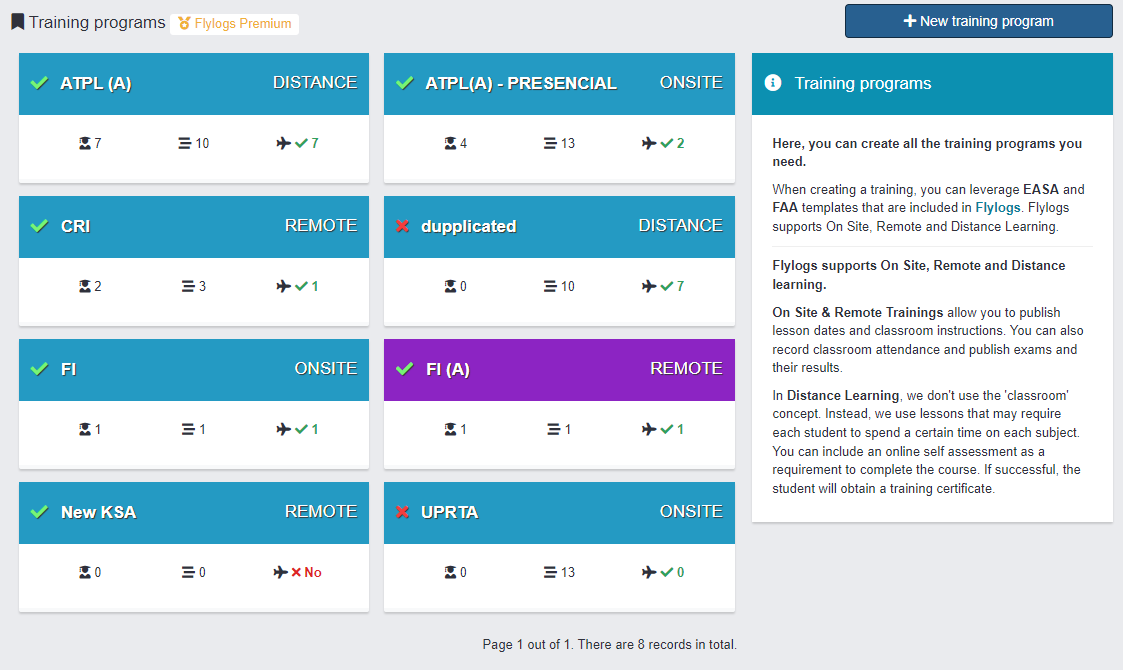 Training programs Flylogs Premium
New training program
ATPL (A) DISTANCE
7 10 7
ATPL(A) - PRESENCIAL ONSITE
4 13 2
CRI REMOTE
2 3 1
dupplicated DISTANCE
0 10 7
FI ONSITE
1 1 1
FI (A) REMOTE
1 1 1
New KSA REMOTE
0 0 No
UPRTA ONSITE
0 13 0
Page 1 out of 1. There are 8 records in total.
Training programs
Here, you can create all the training programs you
need.
When creating a training, you can leverage EASA and
FAA templates that are included in Flylogs. Flylogs
supports On Site, Remote and Distance Learning.
Flylogs supports On Site, Remote and Distance
learning.
On Site & Remote Trainings allow you to publish
lesson dates and classroom instructions. You can also
record classroom attendance and publish exams and
their results.
In Distance Learning, we don't use the 'classroom'
concept. Instead, we use lessons that may require
each student to spend a certain time on each subject.
You can include an online self assessment as a
requirement to complete the course. If successful, the
student will obtain a training certificate.